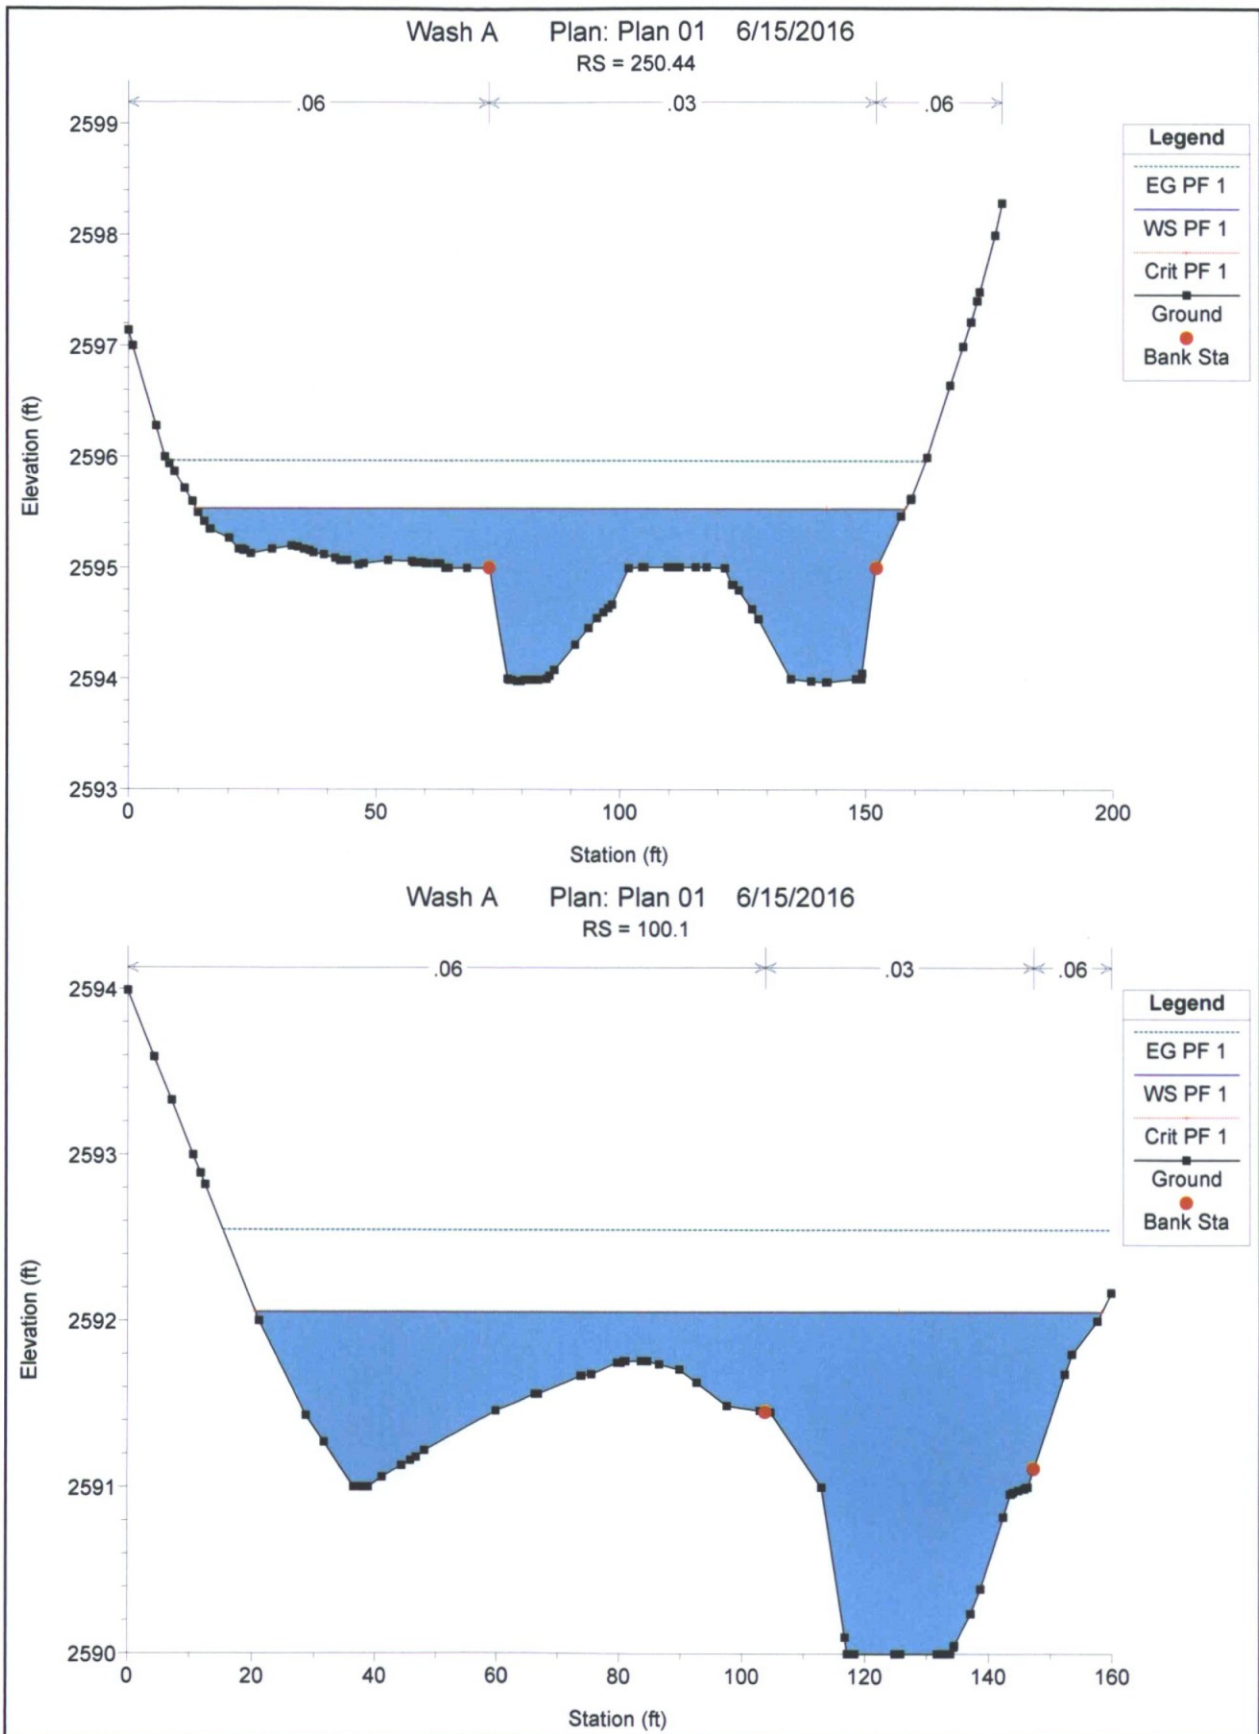 Wash A Plan: Plan 01 6/15/2016
RS = 250.44
.06 .03 .06
2599
2598
2597
2596
2595
2594
2593
Elevation (ft)
0 50 100 150 200
Station (ft)
Legend
EG PF 1
WS PF 1
Crit PF 1
Ground
Bank Sta
Wash A Plan: Plan 01 6/15/2016
RS = 100.1
.06 .03 .06
2594
2593
2592
2591
2590
Elevation (ft)
0 20 40 60 80 100 120 140 160
Station (ft)
Legend
EG PF 1
WS PF 1
Crit PF 1
Ground
Bank Sta